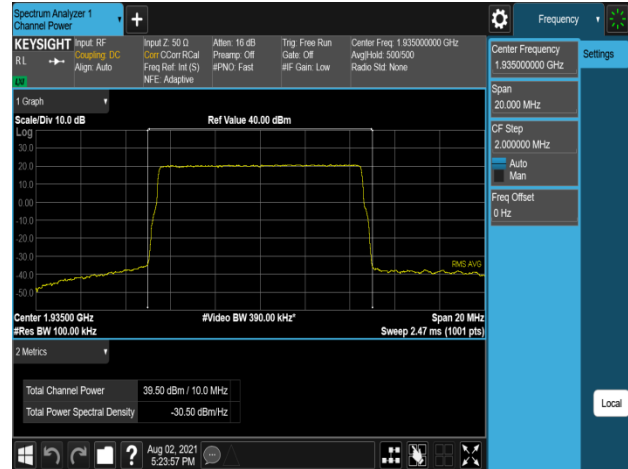 Spectrum Analyzer 1
Channel Power
Frequency
KEYSIGHT
RL
Input: RF
Coupling: DC
Align: Auto
Input Z: 50 Ω
Corr CCorr RCal
Freq Ref: Int (S)
NFE: Adaptive
Atten: 16 dB
Preamp: Off
#PNO: Fast
Trig: Free Run
Gate: Off
#IF Gain: Low
Center Freq: 1.935000000 GHz
Avg|Hold: 500/500
Radio Std: None
Center Frequency
1.935000000 GHz
Settings
Span
20.000 MHz
CF Step
2.000000 MHz
Auto
Man
Freq Offset
0 Hz
1 Graph
Scale/Div 10.0 dB
Ref Value 40.00 dBm
Log
30.0
20.0
10.0
0.00
-10.0
-20.0
-30.0
-40.0
-50.0
RMS AVG
Center 1.93500 GHz
#Video BW 390.00 kHz*
Span 20 MHz
#Res BW 100.00 kHz
Sweep 2.47 ms (1001 pts)
2 Metrics
Total Channel Power 39.50 dBm / 10.0 MHz
Total Power Spectral Density -30.50 dBm/Hz
Local
?
Aug 02, 2021
5:23:57 PM